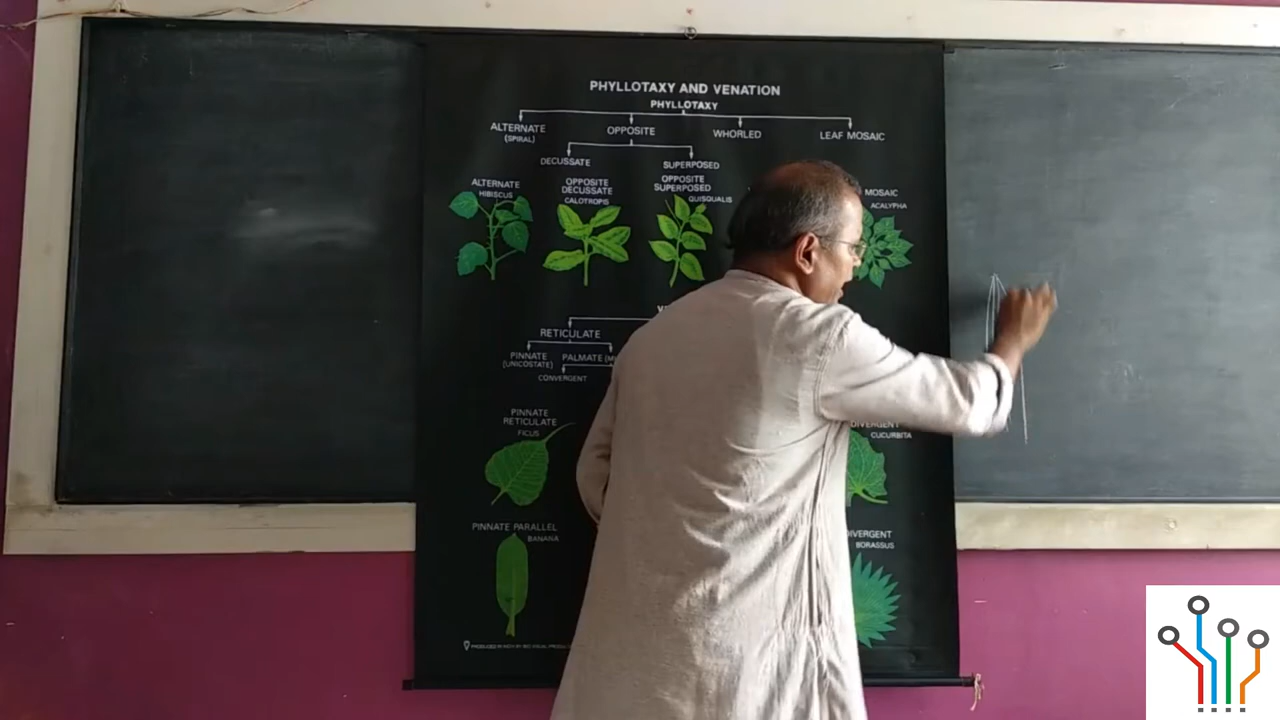 PHYLLOTAXY AND VENATION
PHYLLOTAXY
ALTERNATE
(SPIRAL)
OPPOSITE
WHORLED
LEAF MOSAIC
DECUSSATE
SUPERPOSED
ALTERNATE
HIBISCUS
OPPOSITE
DECUSSATE
CALOTROPIS
OPPOSITE
SUPERPOSED
QUISQUALIS
MOSAIC
ACALYPHA
RETICULATE
PINNATE
(UNICOSTATE)
PALMATE
CONVERGENT
PINNATE
RETICULATE
FICUS
DIVERGENT
CUCURBITA
PINNATE PARALLEL
BANANA
DIVERGENT
BORASSUS